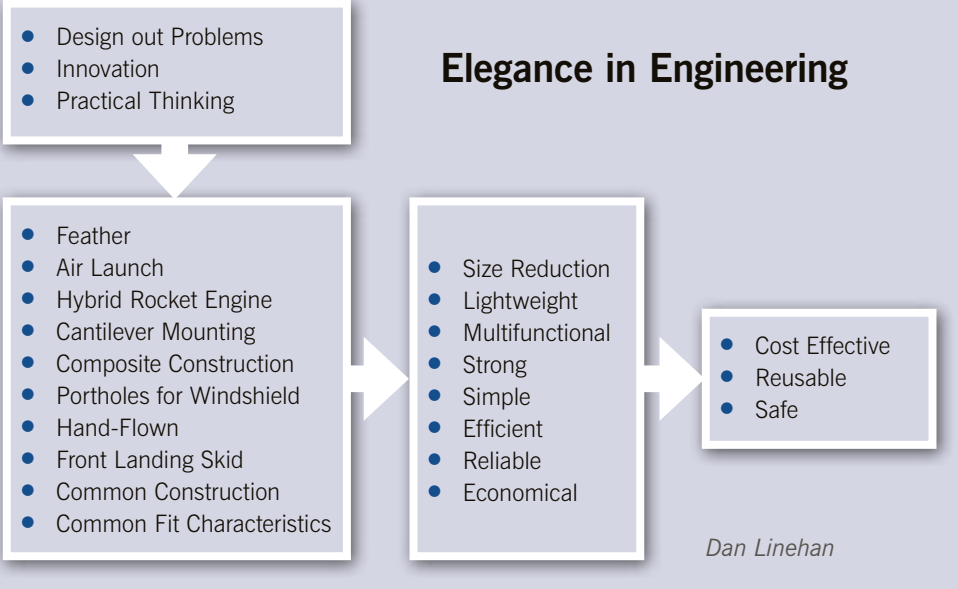 Elegance in Engineering
Design out Problems
Innovation
Practical Thinking
Feather
Air Launch
Hybrid Rocket Engine
Cantilever Mounting
Composite Construction
Portholes for Windshield
Hand-Flown
Front Landing Skid
Common Construction
Common Fit Characteristics
Size Reduction
Lightweight
Multifunctional
Strong
Simple
Efficient
Reliable
Economical
Cost Effective
Reusable
Safe
Dan Linehan